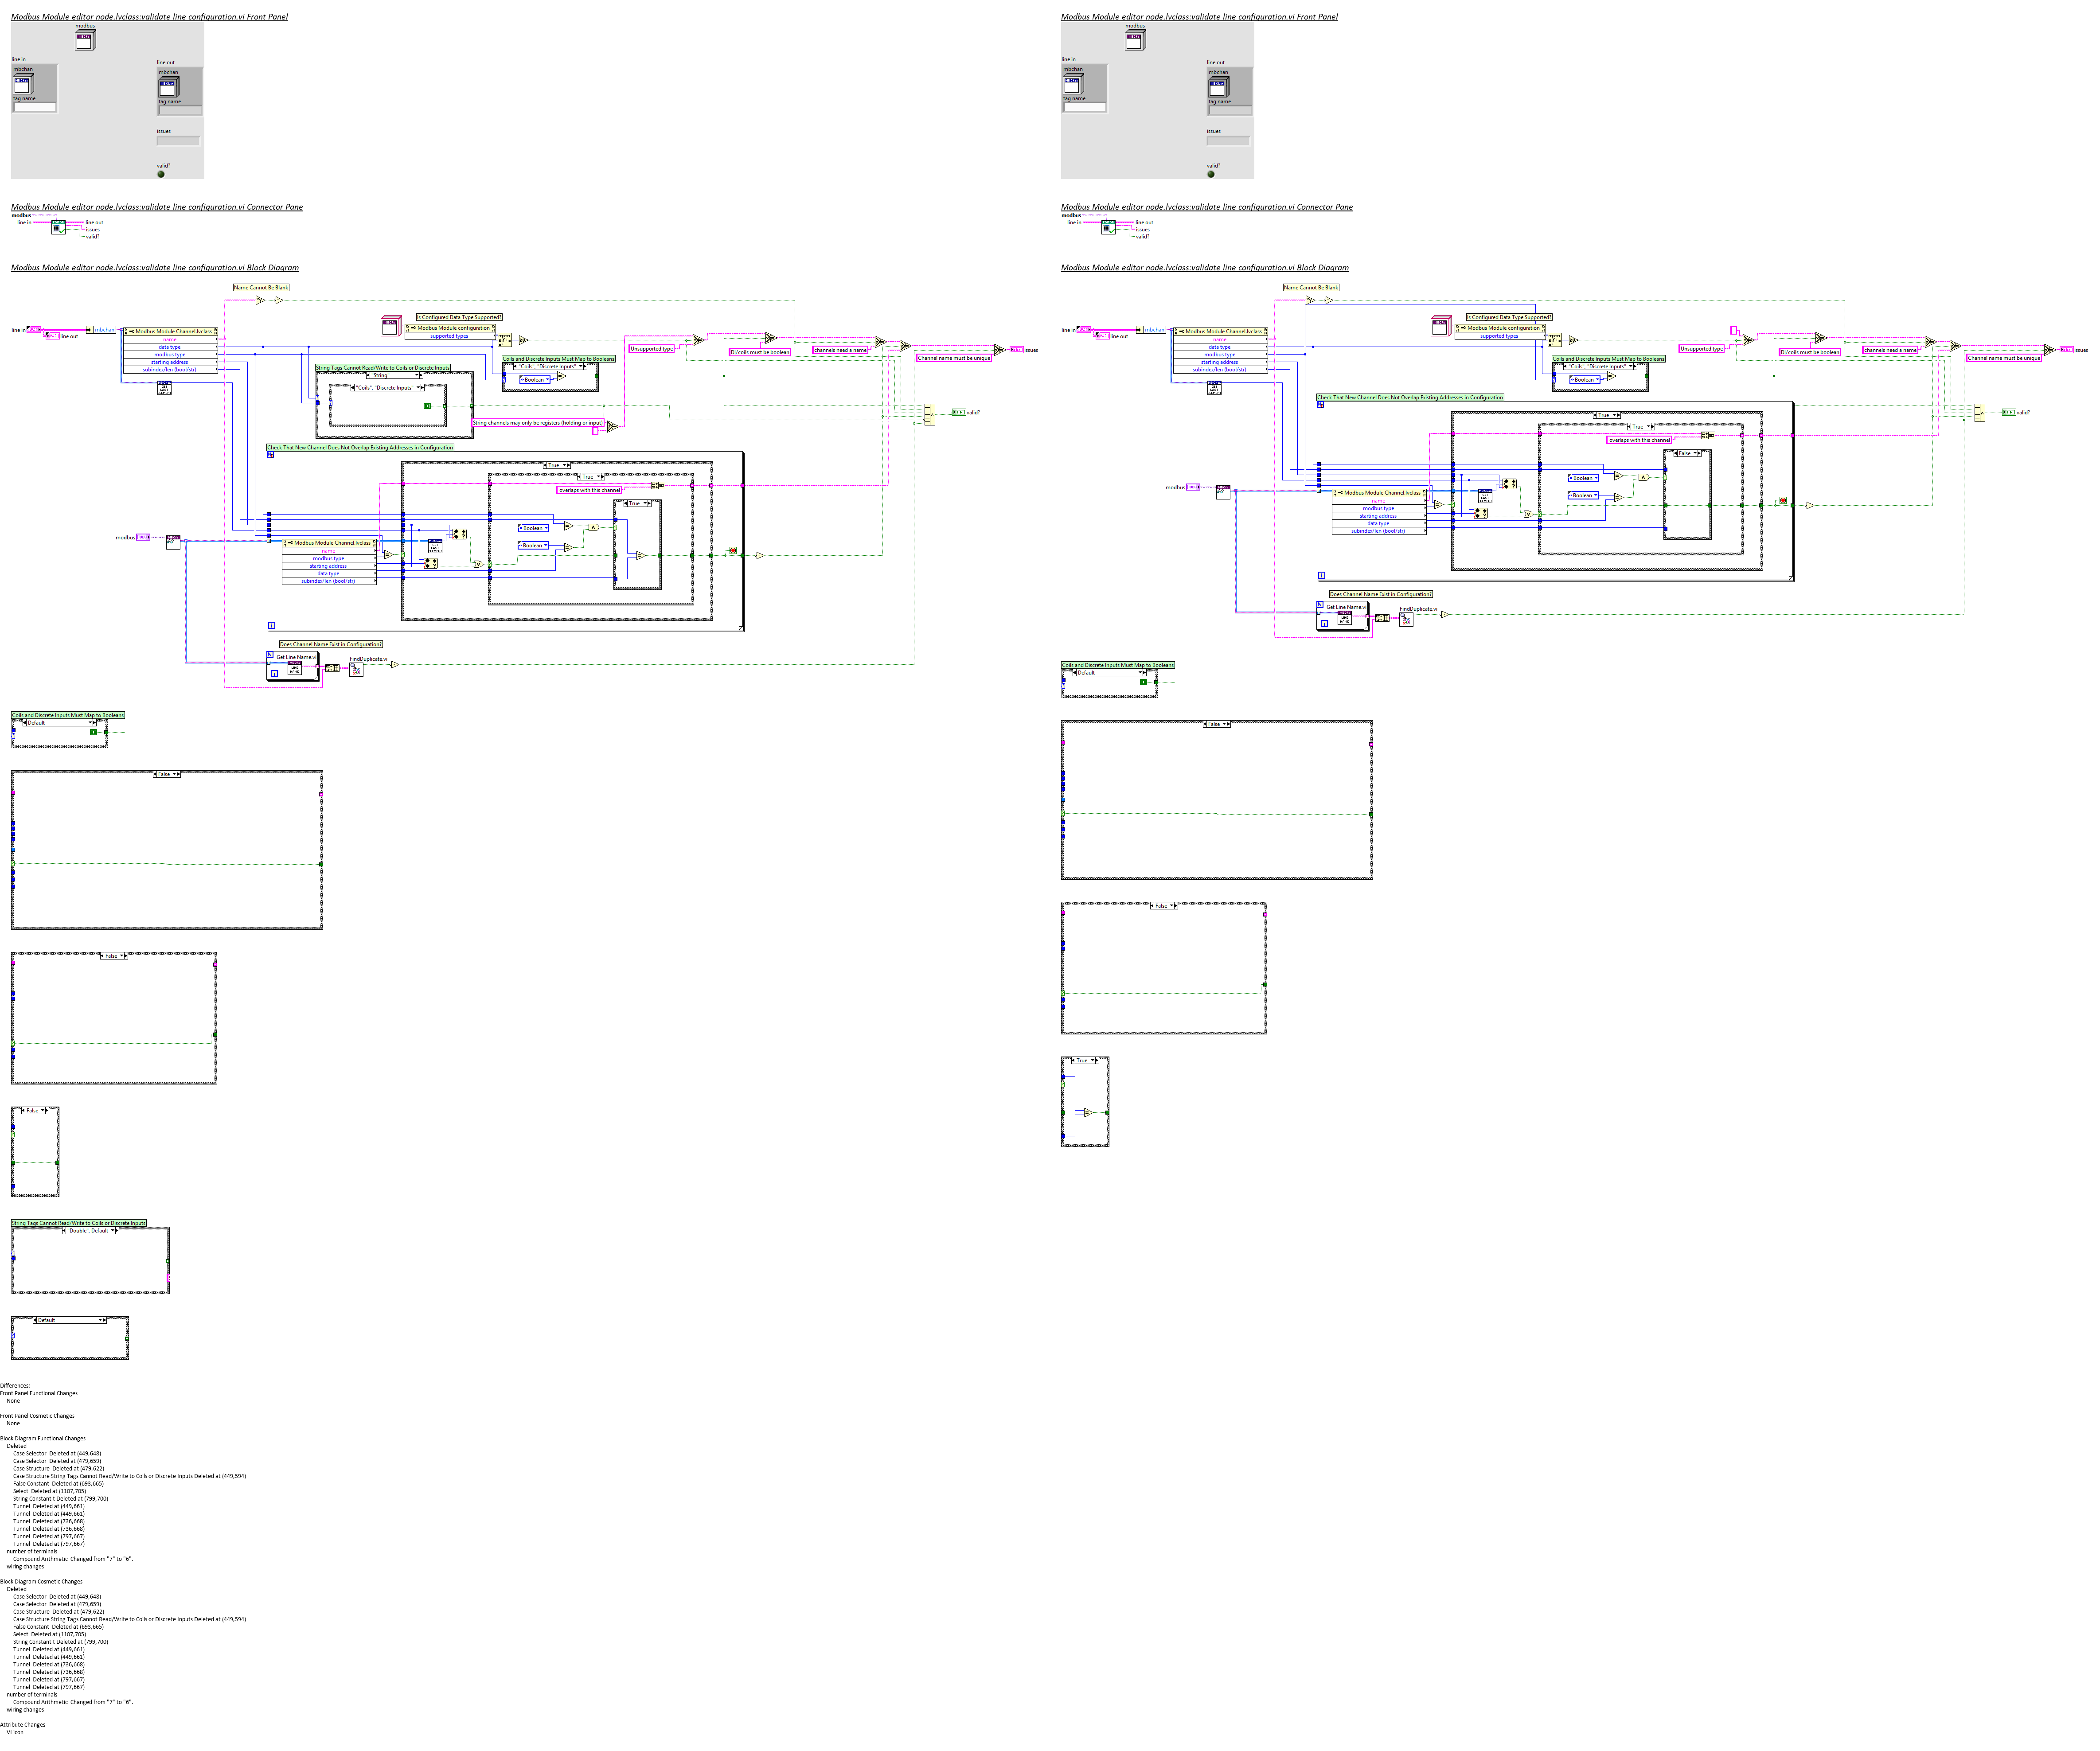 Modbus Module editor node.lvclass:validate line configuration.vi Front Panel
modbus
line in
mbchan
tag name
line out
mbchan
tag name
issues
valid?
Modbus Module editor node.lvclass:validate line configuration.vi Connector Pane
modbus
line in
line out
issues
valid?
Modbus Module editor node.lvclass:validate line configuration.vi Block Diagram
Name Cannot Be Blank
line in
line out
mbchan
Modbus Module Channel.lvclass
name
data type
modbus type
starting address
subindex/len (bool/str)
GET LAST ELEMENT
Is Configured Data Type Supported?
Modbus Module configuration
supported types
Coils and Discrete Inputs Must Map to Booleans
"Coils", "Discrete Inputs"
Boolean
String Tags Cannot Read/Write to Coils or Discrete Inputs
"String"
"Coils", "Discrete Inputs"
String channels may only be registers (holding or input)
Unsupported type
DI/coils must be boolean
channels need a name
Channel name must be unique
issues
valid?
Check That New Channel Does Not Overlap Existing Addresses in Configuration
True
True
overlaps with this channel
True
Boolean
Boolean
modbus
Modbus Module Channel.lvclass
name
modbus type
starting address
data type
subindex/len (bool/str)
GET LAST ELEMENT
Does Channel Name Exist in Configuration?
N
Get Line Name.vi
LINE NAME
i
FindDuplicate.vi
Coils and Discrete Inputs Must Map to Booleans
Default
False
False
False
String Tags Cannot Read/Write to Coils or Discrete Inputs
"Double", Default
Default
Differences:
Front Panel Functional Changes
None
Front Panel Cosmetic Changes
None
Block Diagram Functional Changes
Deleted
Case Selector  Deleted at (449,648)
Case Selector  Deleted at (479,659)
Case Structure  Deleted at (479,622)
Case Structure String Tags Cannot Read/Write to Coils or Discrete Inputs Deleted at (449,594)
False Constant  Deleted at (693,665)
Select  Deleted at (1107,705)
String Constant t Deleted at (799,700)
Tunnel  Deleted at (449,661)
Tunnel  Deleted at (449,661)
Tunnel  Deleted at (736,668)
Tunnel  Deleted at (736,668)
Tunnel  Deleted at (797,667)
Tunnel  Deleted at (797,667)
number of terminals
Compound Arithmetic  Changed from "7" to "6".
wiring changes
Block Diagram Cosmetic Changes
Deleted
Case Selector  Deleted at (449,648)
Case Selector  Deleted at (479,659)
Case Structure  Deleted at (479,622)
Case Structure String Tags Cannot Read/Write to Coils or Discrete Inputs Deleted at (449,594)
False Constant  Deleted at (693,665)
Select  Deleted at (1107,705)
String Constant t Deleted at (799,700)
Tunnel  Deleted at (449,661)
Tunnel  Deleted at (449,661)
Tunnel  Deleted at (736,668)
Tunnel  Deleted at (736,668)
Tunnel  Deleted at (797,667)
Tunnel  Deleted at (797,667)
number of terminals
Compound Arithmetic  Changed from "7" to "6".
wiring changes
Attribute Changes
VI icon
Modbus Module editor node.lvclass:validate line configuration.vi Front Panel
modbus
line in
mbchan
tag name
line out
mbchan
tag name
issues
valid?
Modbus Module editor node.lvclass:validate line configuration.vi Connector Pane
modbus
line in
line out
issues
valid?
Modbus Module editor node.lvclass:validate line configuration.vi Block Diagram
Name Cannot Be Blank
line in
line out
mbchan
Modbus Module Channel.lvclass
name
data type
modbus type
starting address
subindex/len (bool/str)
GET LAST ELEMENT
Is Configured Data Type Supported?
Modbus Module configuration
supported types
Coils and Discrete Inputs Must Map to Booleans
"Coils", "Discrete Inputs"
Boolean
Unsupported type
DI/coils must be boolean
channels need a name
Channel name must be unique
issues
valid?
Check That New Channel Does Not Overlap Existing Addresses in Configuration
True
True
overlaps with this channel
False
Boolean
Boolean
modbus
Modbus Module Channel.lvclass
name
modbus type
starting address
data type
subindex/len (bool/str)
GET LAST ELEMENT
Does Channel Name Exist in Configuration?
N
Get Line Name.vi
LINE NAME
i
FindDuplicate.vi
Coils and Discrete Inputs Must Map to Booleans
Default
False
False
True